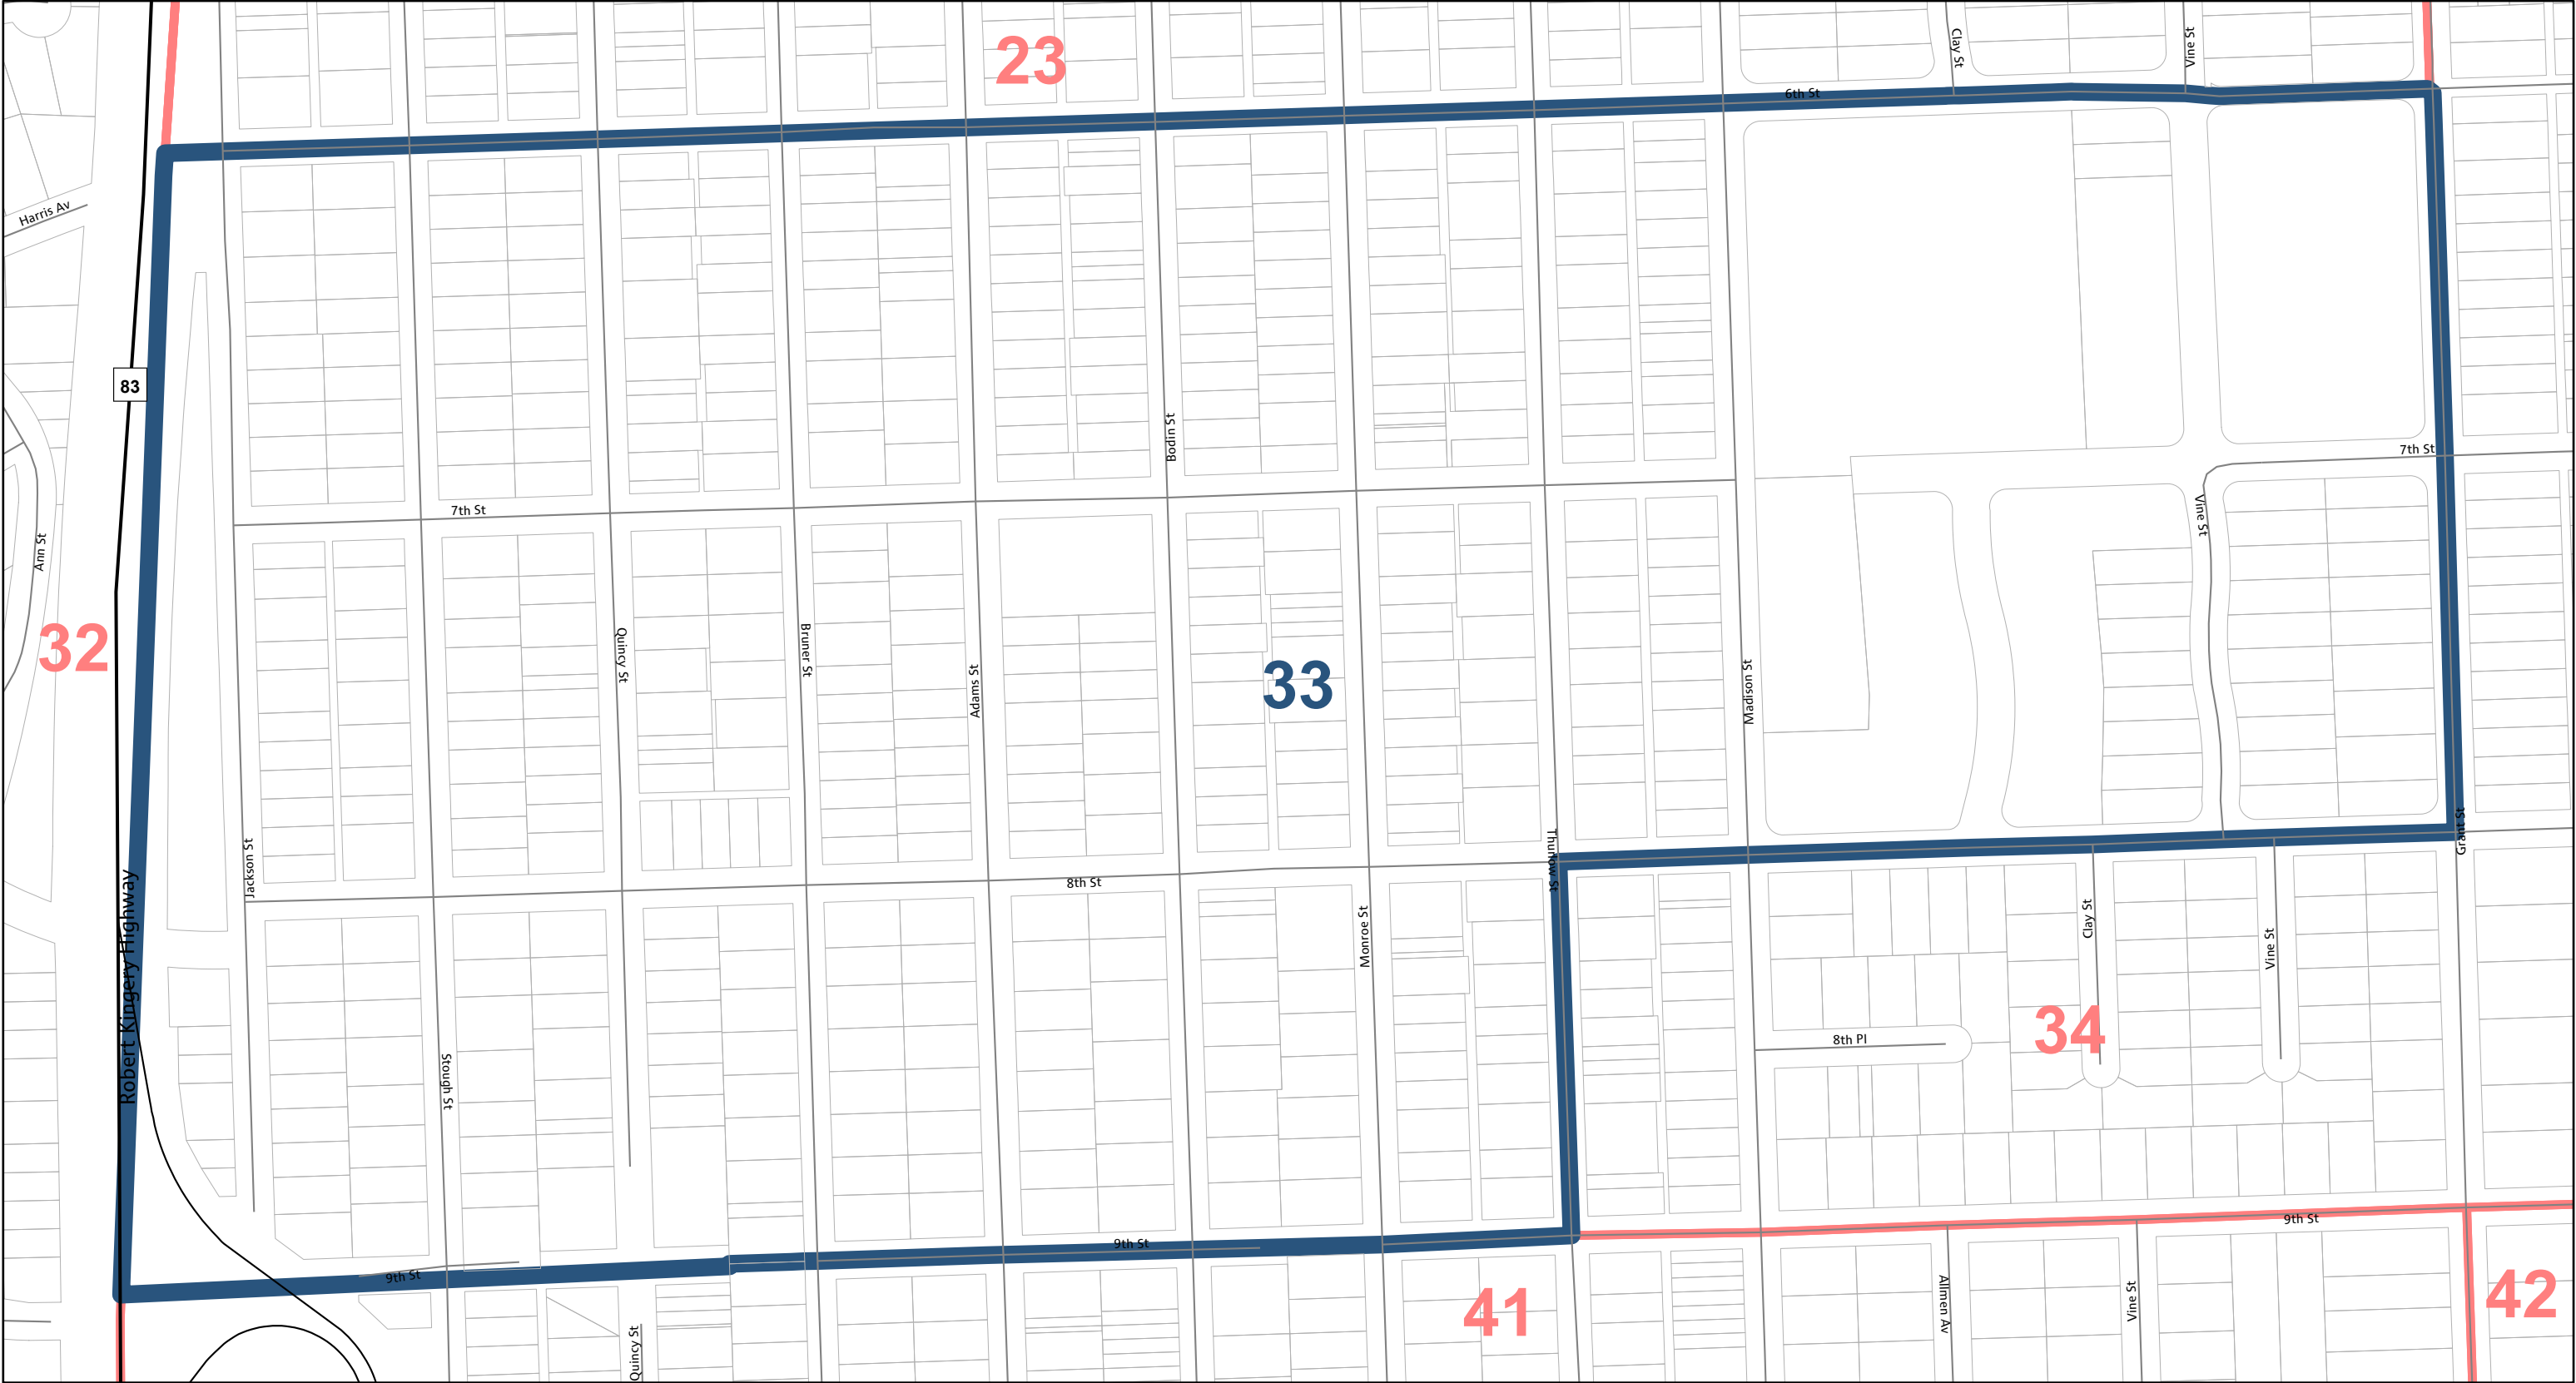 Clay St
Vine St
23
6th St
Harris Av
83
Bodin St
7th St
7th St
Vine St
Ann St
32
Quincy St
Bruner St
Adams St
33
Madison St
Jackson St
Thurlow St
Grant St
8th St
Robert Kingery Highway
Monroe St
Clay St
Vine St
34
8th Pl
Stough St
9th St
9th St
9th St
41
Allmen Av
Vine St
42
Quincy St